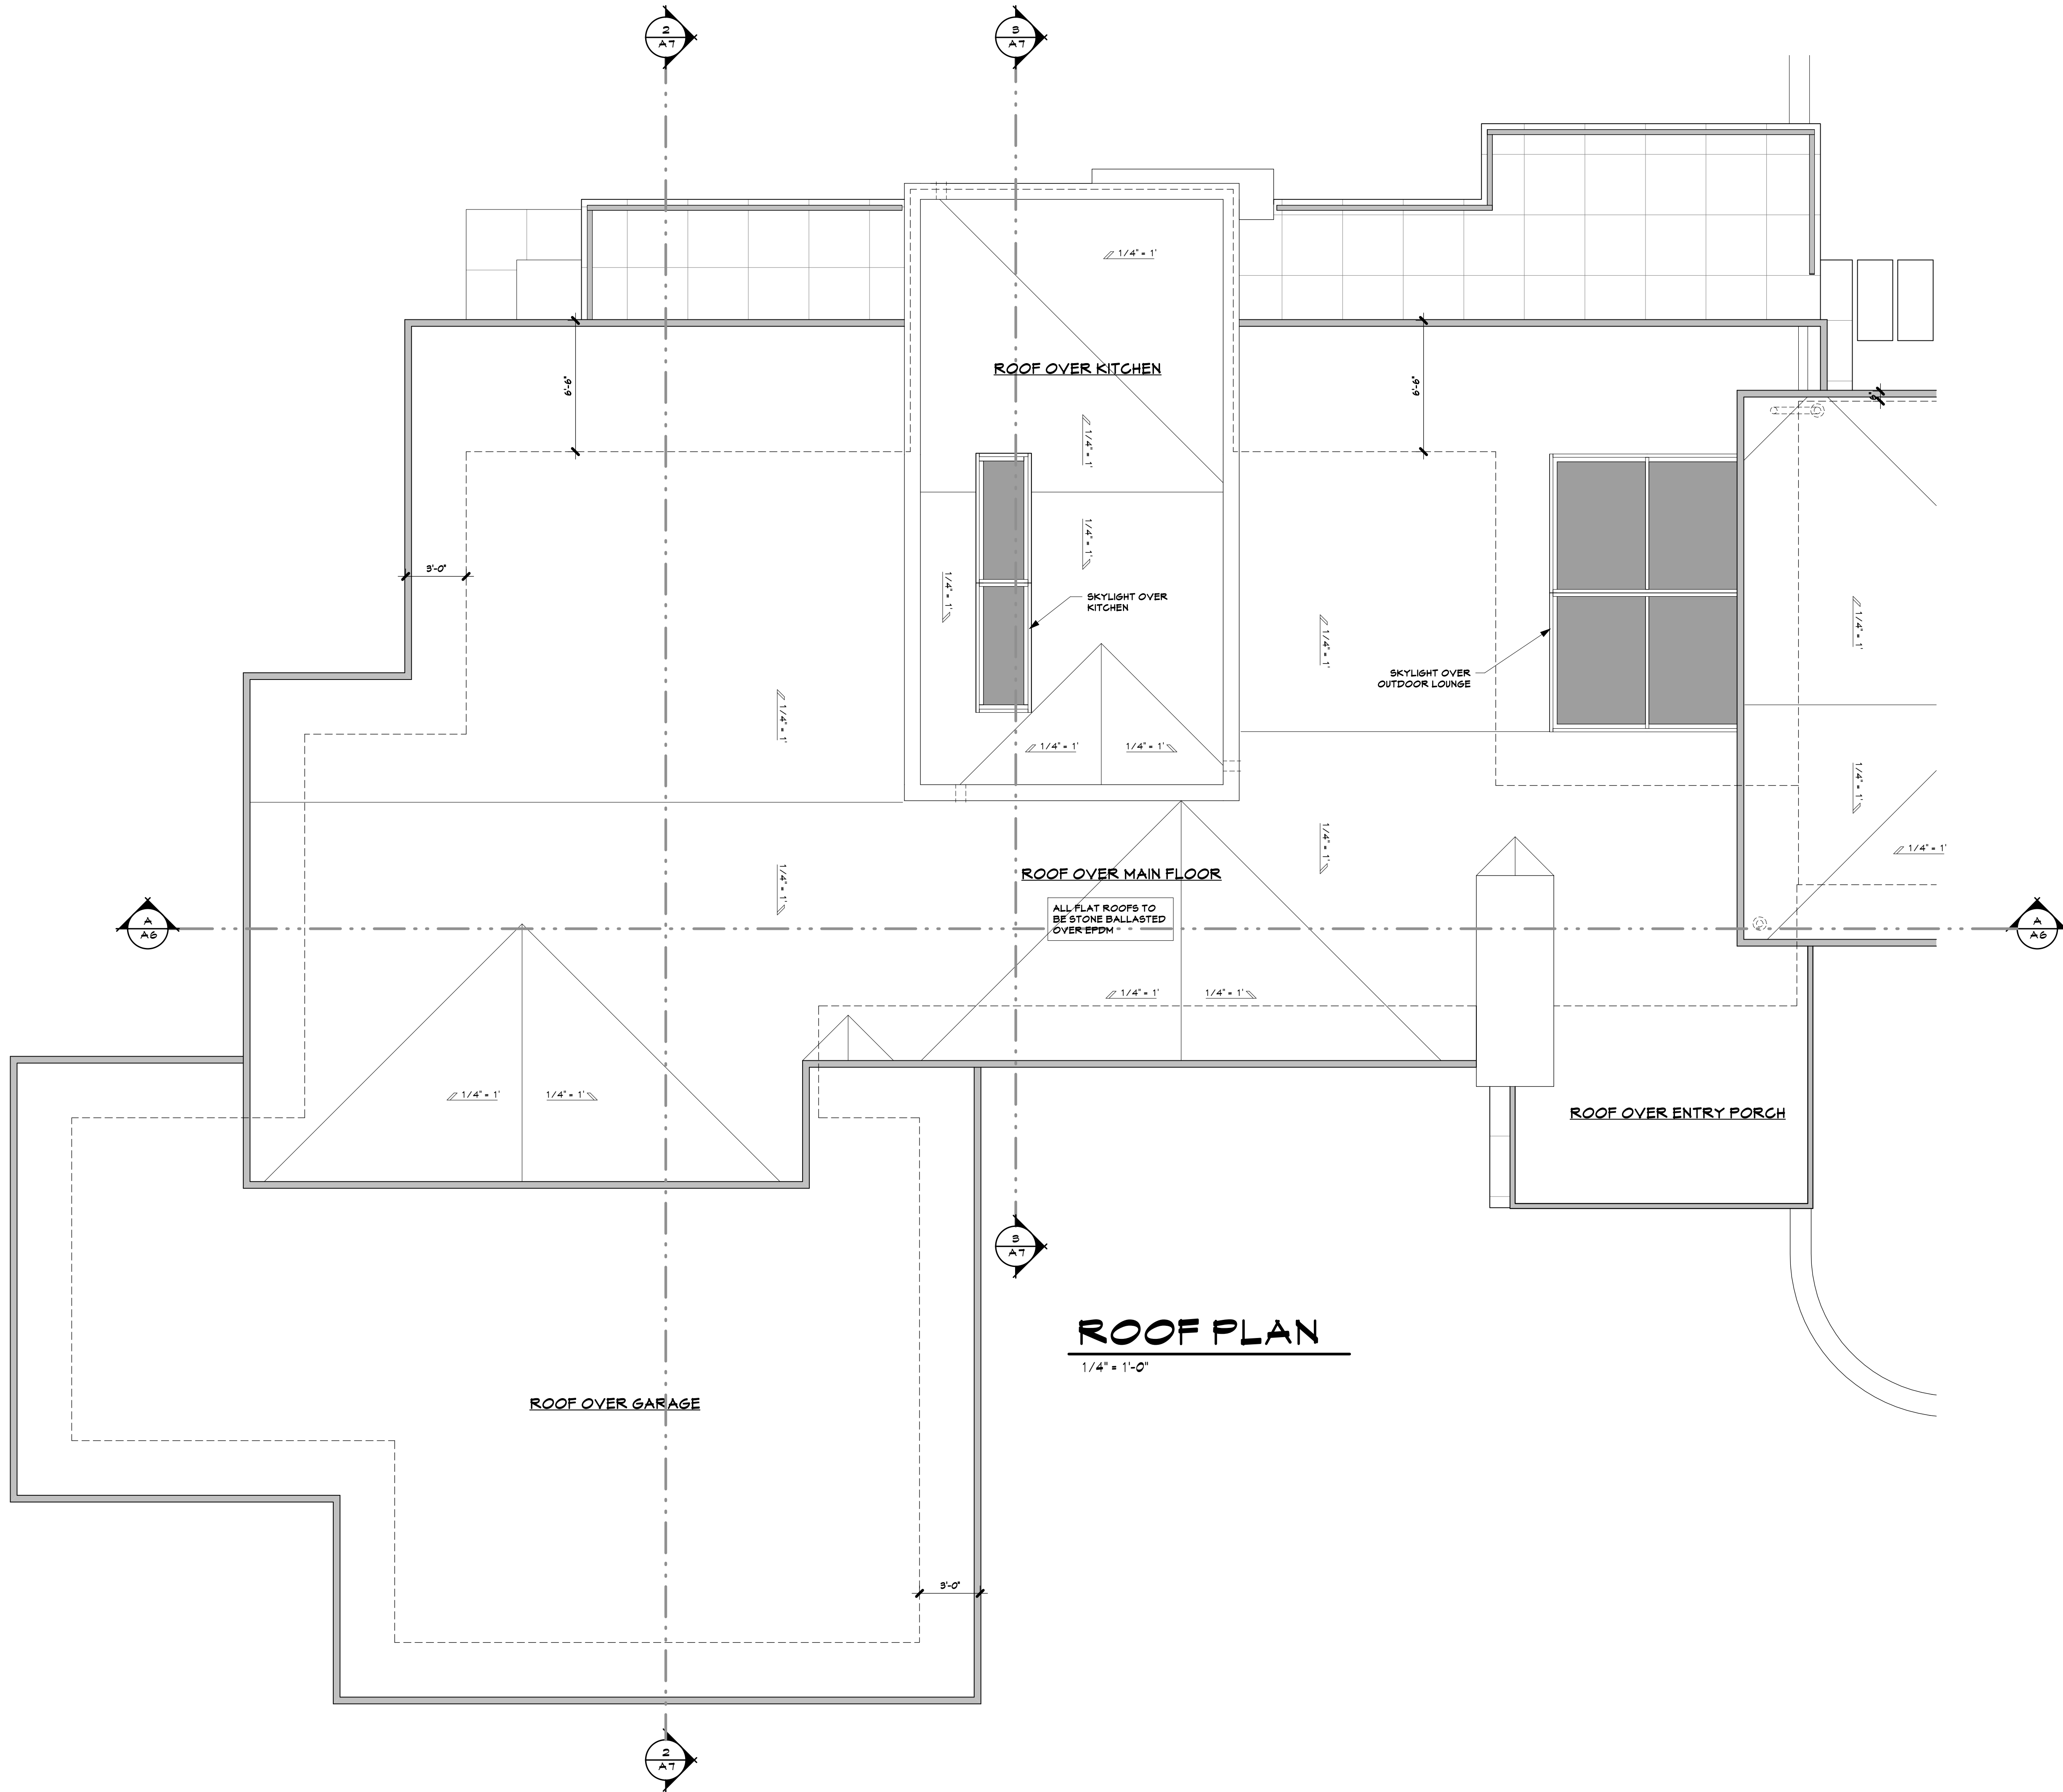 2
A7
3
A7
1/4" = 1'
ROOF OVER KITCHEN
6'-6"
6'-6"
6"
1/4" = 1'
1/4" = 1'
1/4" = 1'
3'-0"
SKYLIGHT OVER
KITCHEN
1/4" = 1'
1/4" = 1'
SKYLIGHT OVER
OUTDOOR LOUNGE
1/4" = 1'
1/4" = 1'
1/4" = 1'
1/4" = 1'
1/4" = 1'
1/4" = 1'
1/4" = 1'
ROOF OVER MAIN FLOOR
ALL FLAT ROOFS TO
BE STONE BALLASTED
OVER EPDM
A
A6
A
A6
1/4" = 1'
1/4" = 1'
1/4" = 1'
1/4" = 1'
1/4" = 1'
ROOF OVER ENTRY PORCH
3
A7
ROOF PLAN
1/4" = 1'-0"
ROOF OVER GARAGE
3'-0"
2
A7